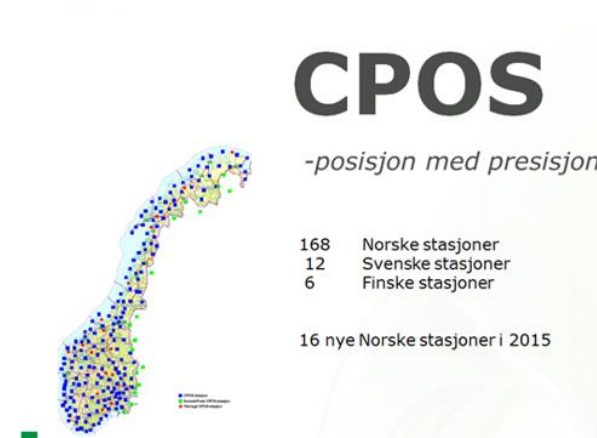 CPOS
-posisjon med presisjon
168 Norske stasjoner
12 Svenske stasjoner
6 Finske stasjoner
16 nye Norske stasjoner i 2015